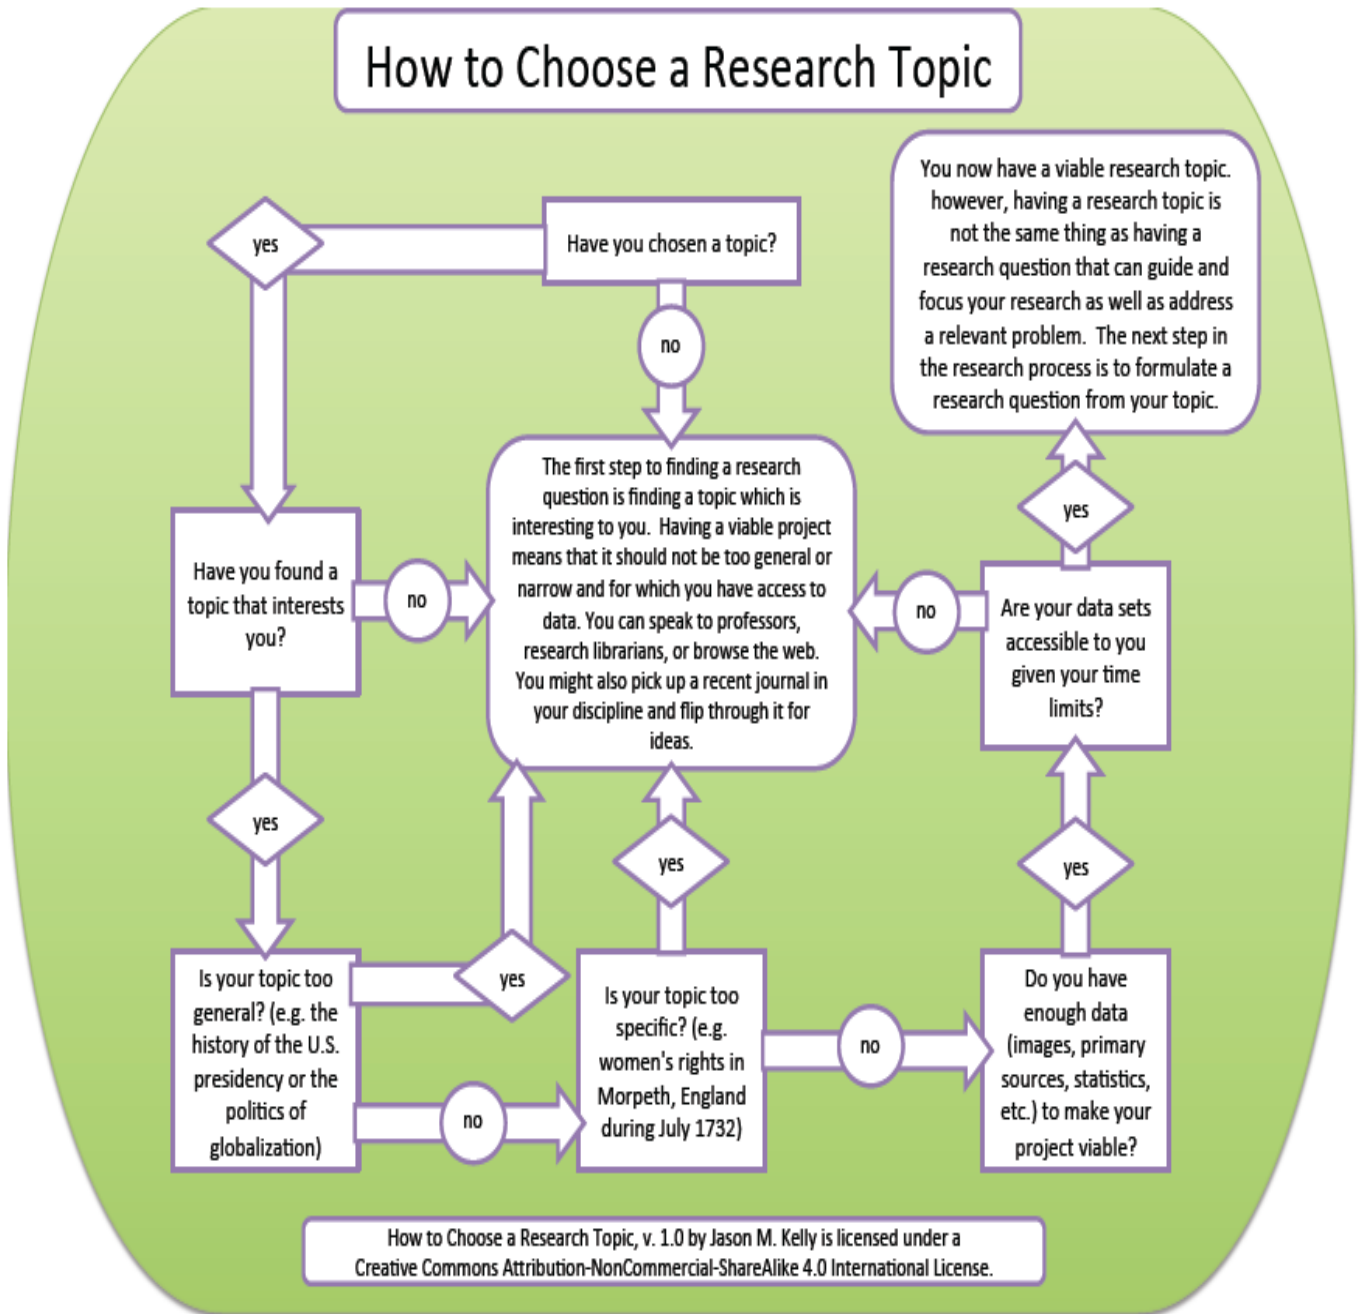 How to Choose a Research Topic
You now have a viable research topic.
however, having a research topic is
not the same thing as having a
research question that can guide and
focus your research as well as address
a relevant problem.  The next step in
the research process is to formulate a
research question from your topic.
yes
Have you chosen a topic?
no
The first step to finding a research
question is finding a topic which is
interesting to you.  Having a viable project
means that it should not be too general or
narrow and for which you have access to
data. You can speak to professors,
research librarians, or browse the web.
You might also pick up a recent journal in
your discipline and flip through it for
ideas.
yes
Have you found a
topic that interests
you?
no
no
Are your data sets
accessible to you
given your time
limits?
yes
yes
yes
Is your topic too
general? (e.g. the
history of the U.S.
presidency or the
politics of
globalization)
yes
no
Is your topic too
specific? (e.g.
women's rights in
Morpeth, England
during July 1732)
no
Do you have
enough data
(images, primary
sources, statistics,
etc.) to make your
project viable?
How to Choose a Research Topic, v. 1.0 by Jason M. Kelly is licensed under a
Creative Commons Attribution-NonCommercial-ShareAlike 4.0 International License.